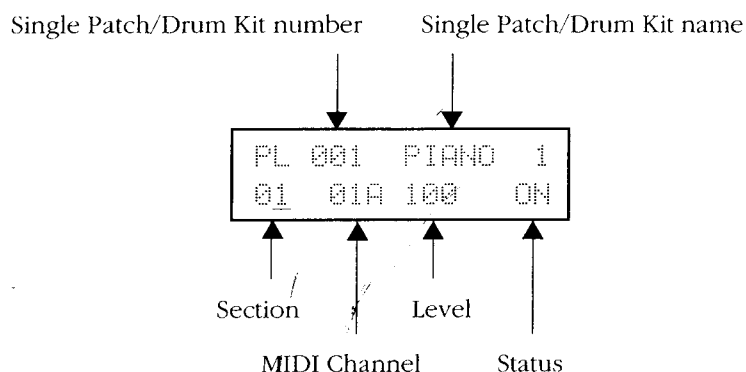 Single Patch/Drum Kit number Single Patch/Drum Kit name
PL 001 PIANO 1
01 01A 100 ON
Section Level
MIDI Channel Status